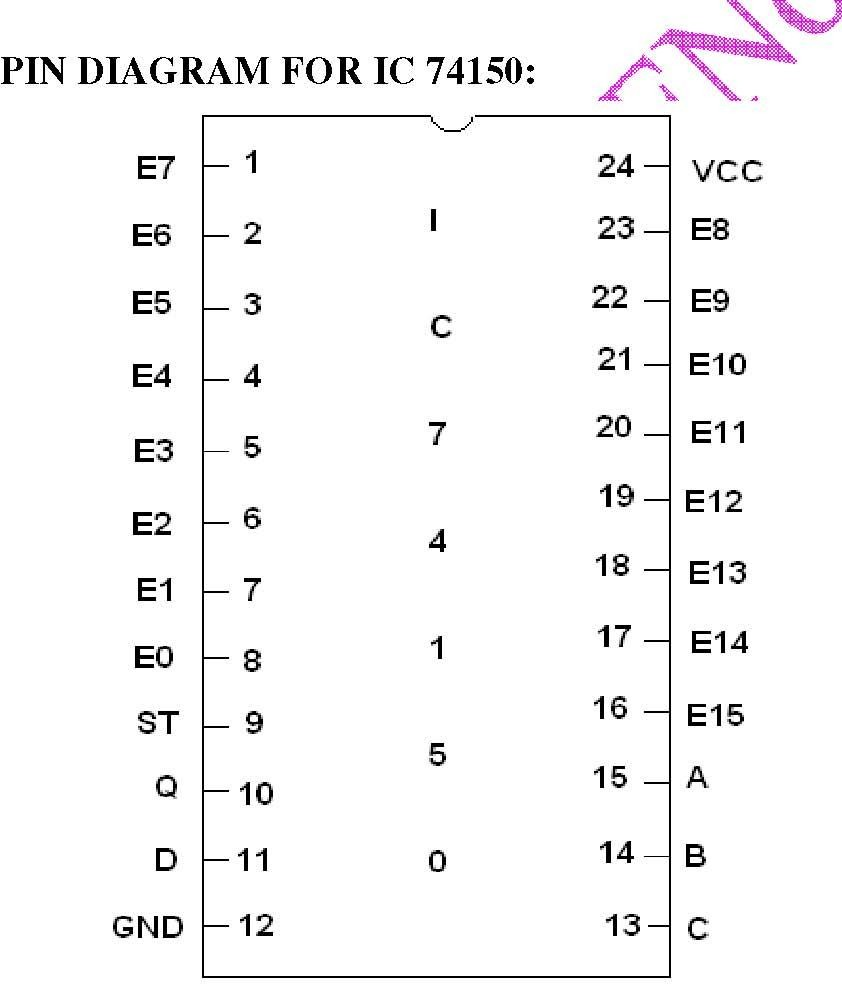 PIN DIAGRAM FOR IC 74150:
E7 1 24 VCC
I
E6 2 23 E8
E5 3 22 E9
C
E4 4 21 E10
E3 5 7 20 E11
E2 6 19 E12
4
E1 7 18 E13
E0 8 1 17 E14
ST 9 16 E15
5
Q 10 15 A
D 11 0 14 B
GND 12 13 C